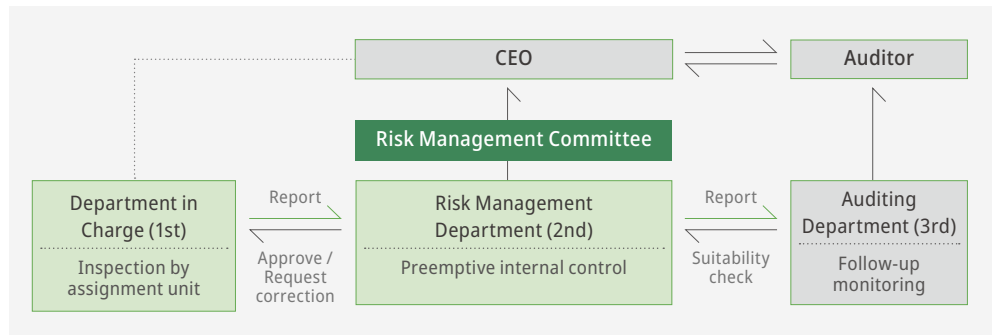 CEO
Auditor
Risk Management Committee
Department in
Charge (1st)
Inspection by
assignment unit
Report
Approve /
Request
correction
Risk Management
Department (2nd)
Preemptive internal control
Report
Suitability
check
Auditing
Department (3rd)
Follow-up
monitoring